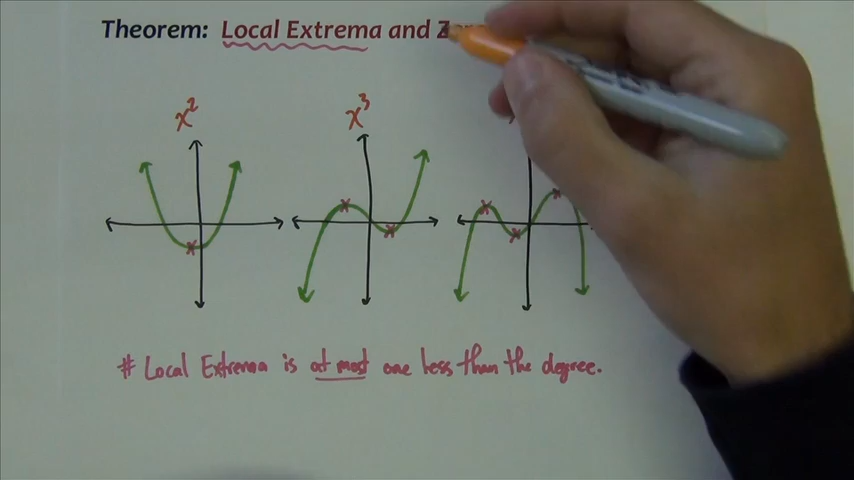 Theorem: Local Extrema and
x² x³
# Local Extrema is at most one less than the degree.